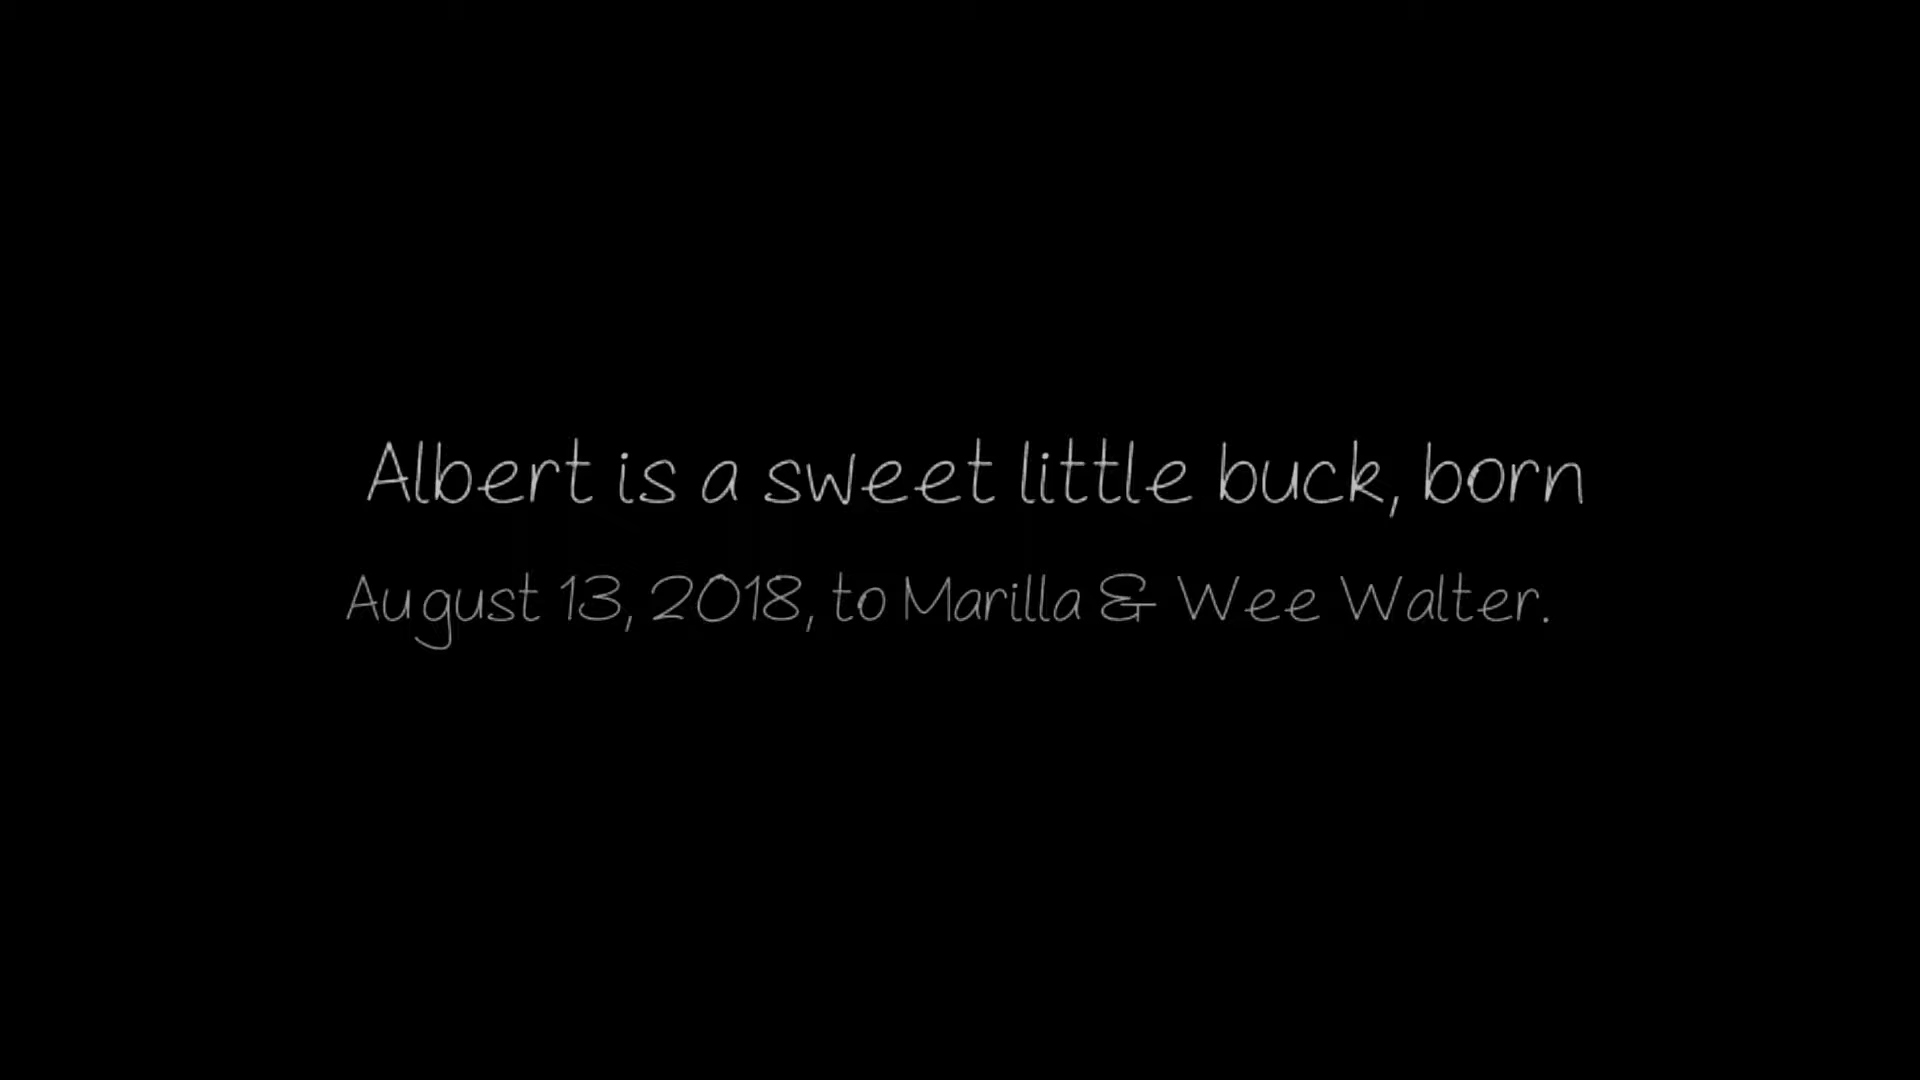 Albert is a sweet little buck, born
August 13, 2018, to Marilla & Wee Walter.